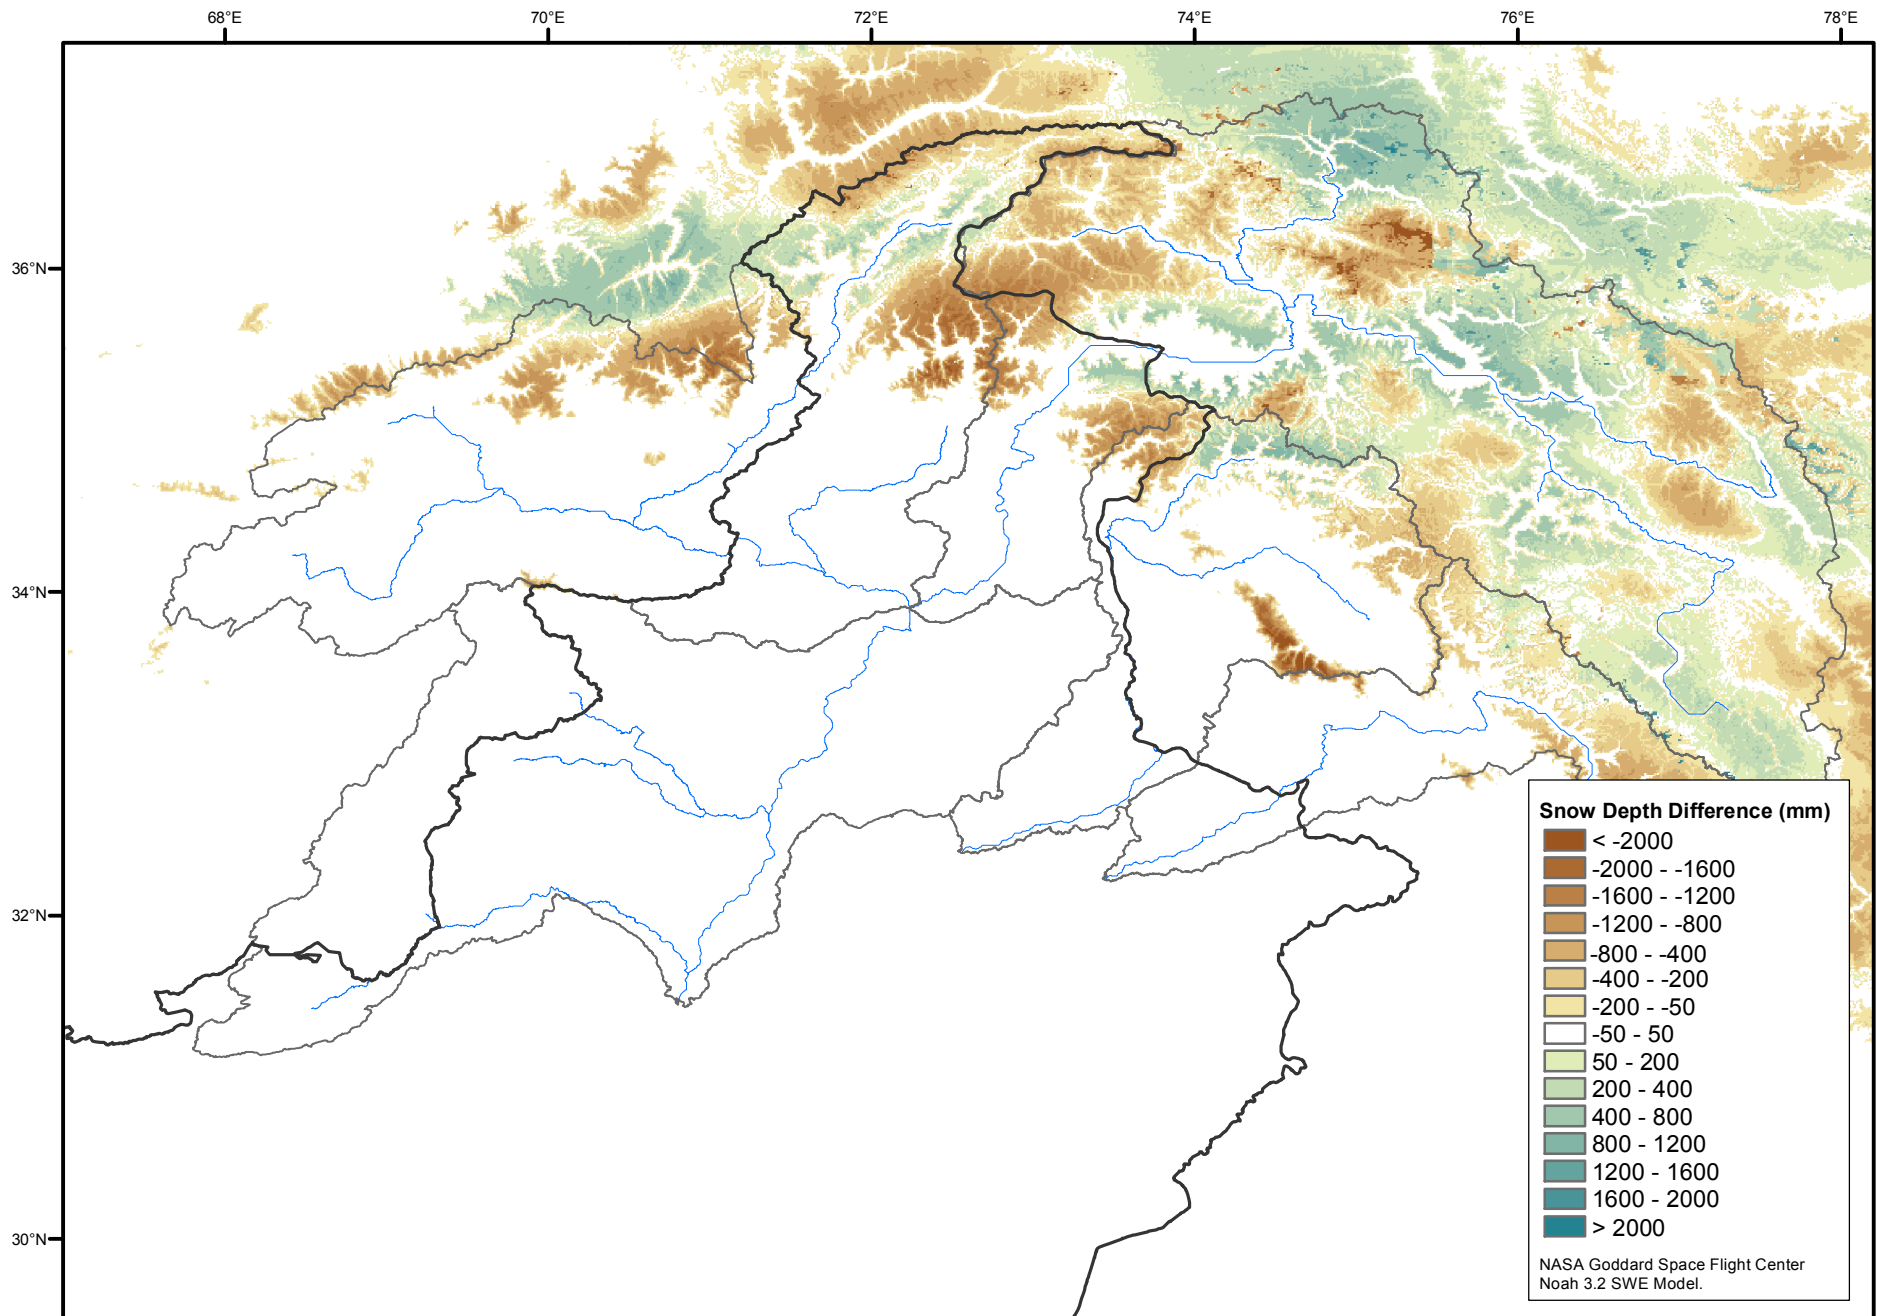 68°E 70°E 72°E 74°E 76°E 78°E
36°N
34°N
32°N
30°N
Snow Depth Difference (mm)
< -2000
-2000 - -1600
-1600 - -1200
-1200 - -800
-800 - -400
-400 - -200
-200 - -50
-50 - 50
50 - 200
200 - 400
400 - 800
800 - 1200
1200 - 1600
1600 - 2000
> 2000
NASA Goddard Space Flight Center
Noah 3.2 SWE Model.